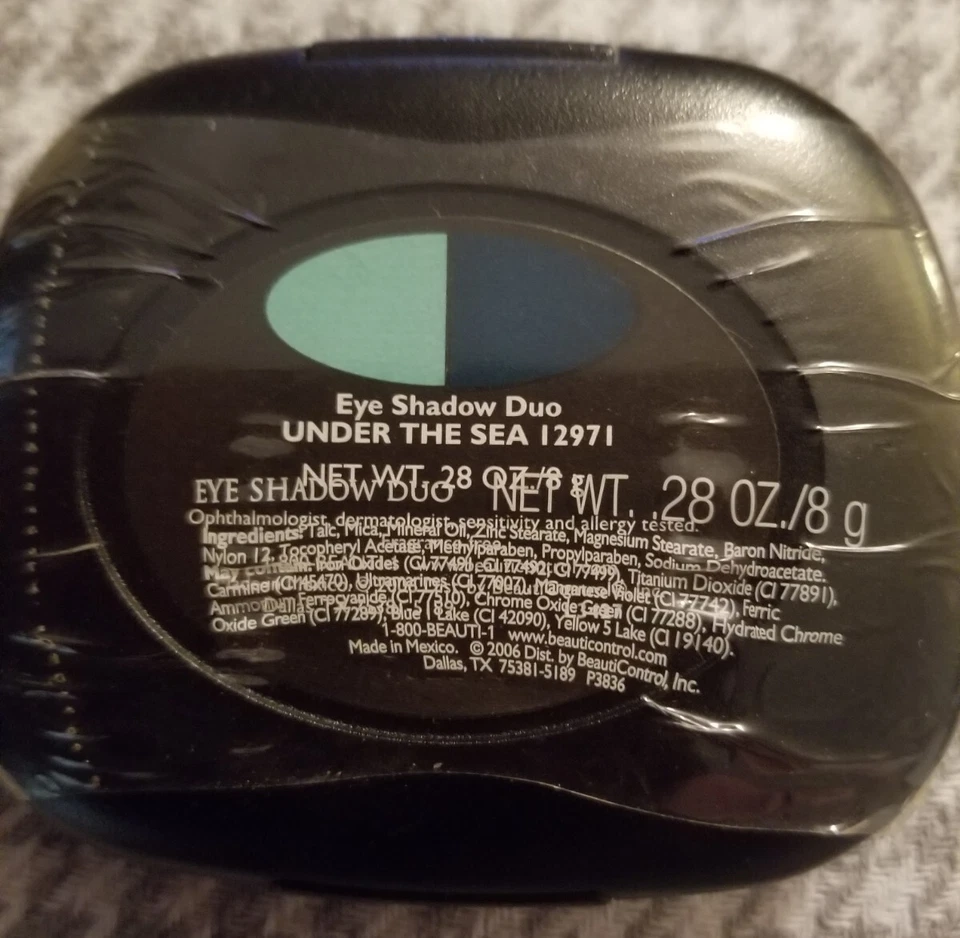 Eye Shadow Duo
UNDER THE SEA 12971
NET WT. .28 OZ./8 g
EYE SHADOW DUO NET WT. .28 OZ./8 g
Ophthalmologist, dermatologist, sensitivity and allergy tested.
Ingredients: Talc, Mica, Mineral Oil, Zinc Stearate, Magnesium Stearate, Baron Nitride,
Nylon 12, Tocopheryl Acetate, Methylparaben, Propylparaben, Sodium Dehydroacetate.
May contain: Iron Oxides (CI 77491, CI 77492, CI 77499), Titanium Dioxide (CI 77891),
Carmine (CI 45470), Ultramarines (CI 77007), Manganese Violet (CI 77742), Ferric
Ammonium Ferrocyanide (CI 77510), Chrome Oxide Green (CI 77288), Hydrated Chrome
Oxide Green (CI 77289), Blue 1 Lake (CI 42090), Yellow 5 Lake (CI 19140).
1-800-BEAUTI-1 www.beauticontrol.com
Made in Mexico. © 2006 Dist. by BeautiControl, Inc.
Dallas, TX 75381-5189 P3836